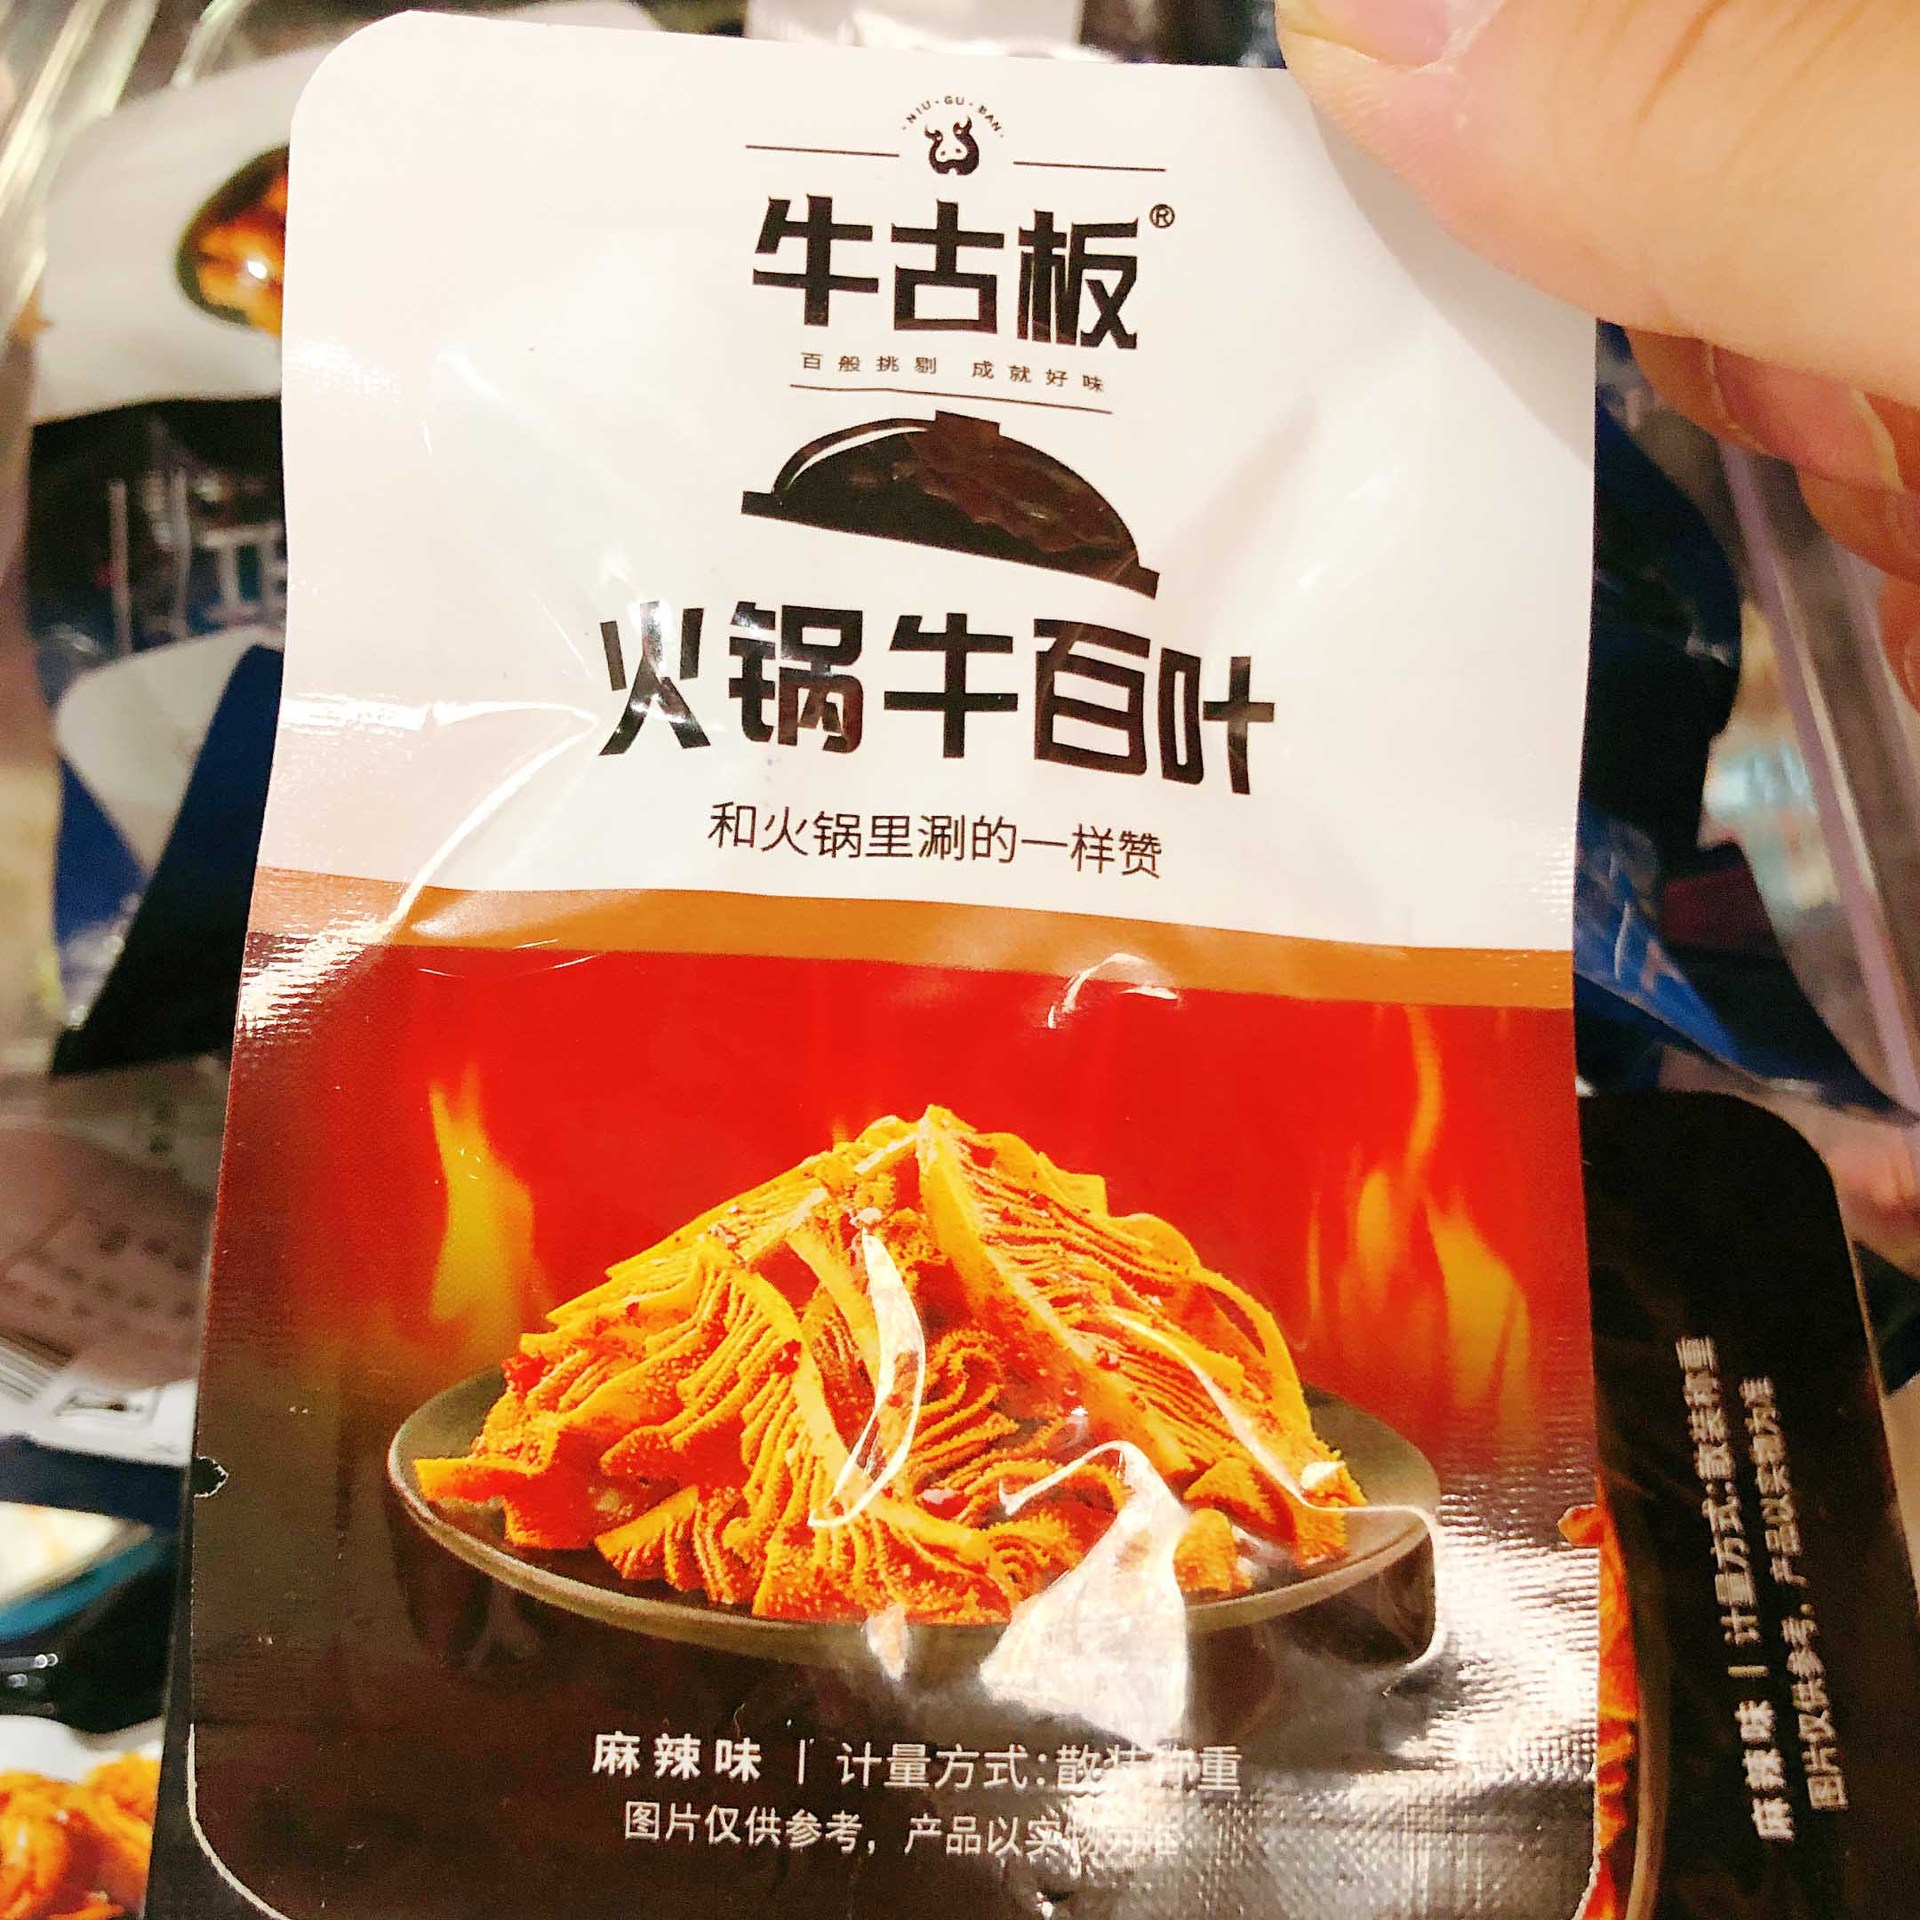 NIU·GU·BAN
牛古板®
百般挑剔 成就好味
火锅牛百叶
和火锅里涮的一样赞
麻辣味 | 计量方式:散装称重
图片仅供参考，产品以实物为准
麻辣味 | 计量方式:散装称重
图片仅供参考，产品以实物为准